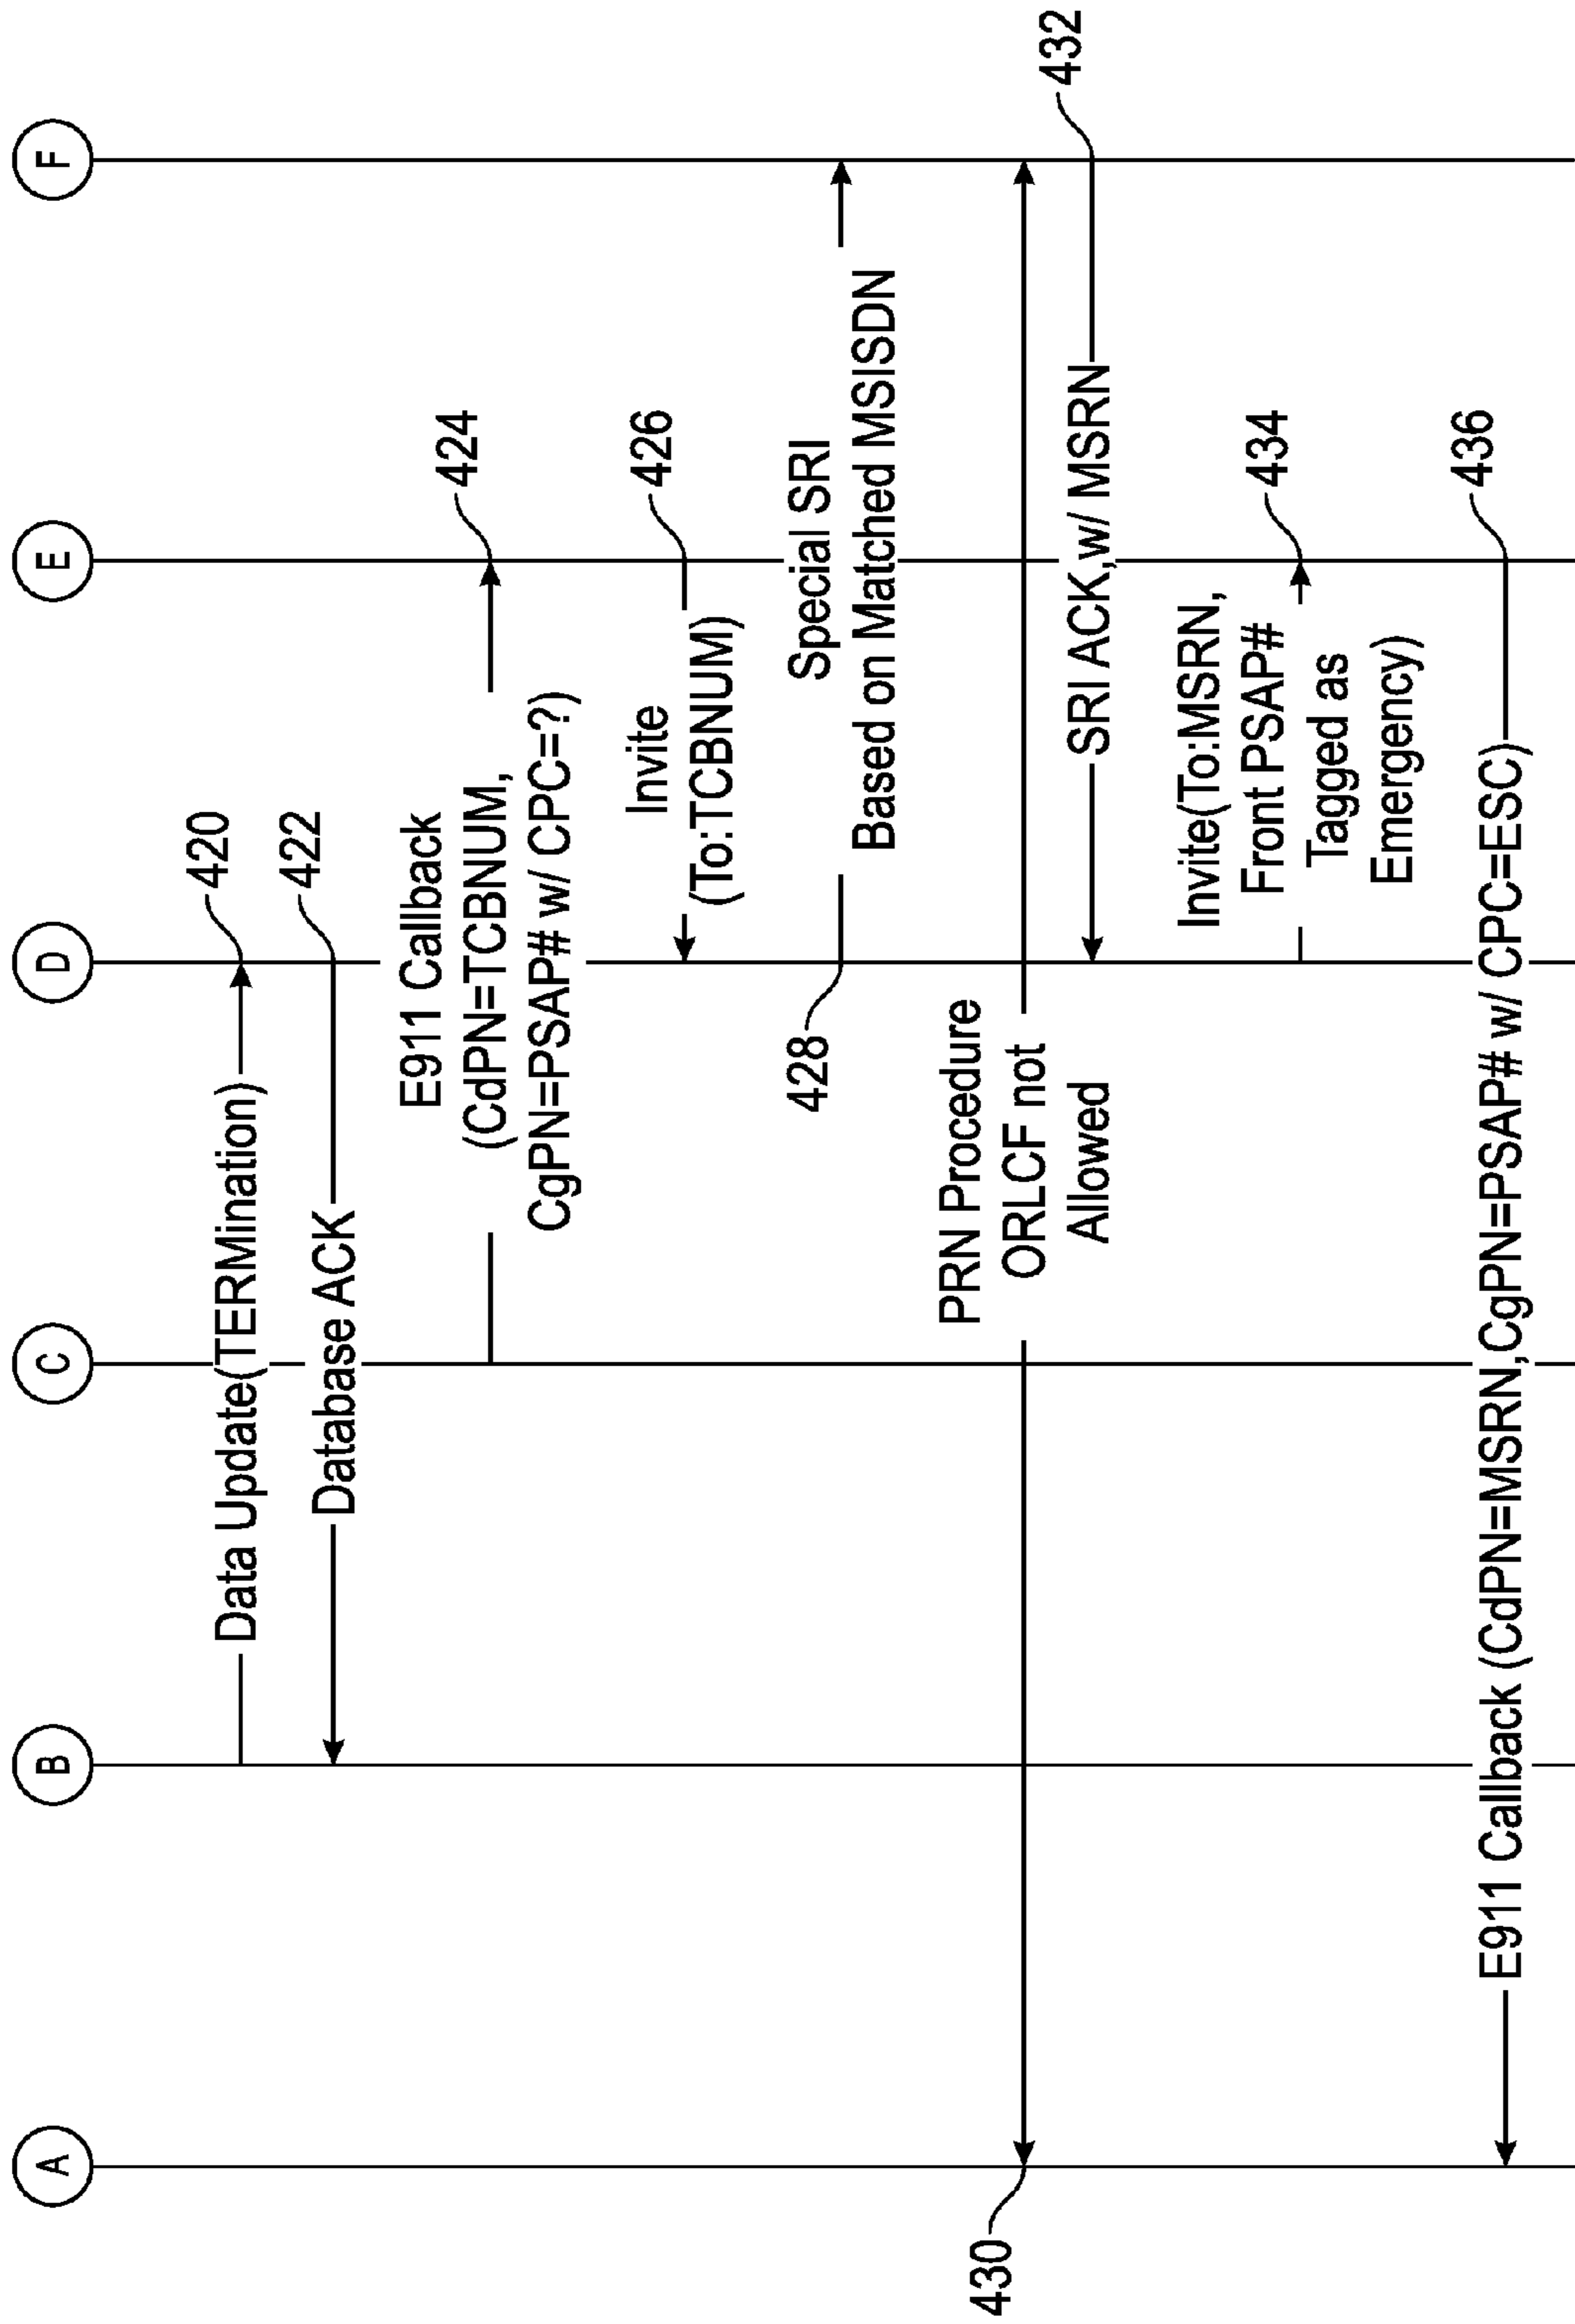 A
B
C
D
E
F
Data Update(TERMination)
420
Database ACK
422
E911 Callback
(CdPN=TCBNUM,
CgPN=PSAP# w/ CPC=?)
424
Invite
(To:TCBNUM)
426
Special SRI
Based on Matched MSISDN
428
PRN Procedure
ORLCF not
Allowed
430
SRI ACK,w/ MSRN
432
Invite(To:MSRN,
Front PSAP#
Tagged as
Emergency)
434
E911 Callback (CdPN=MSRN,CgPN=PSAP# w/ CPC=ESC)
436